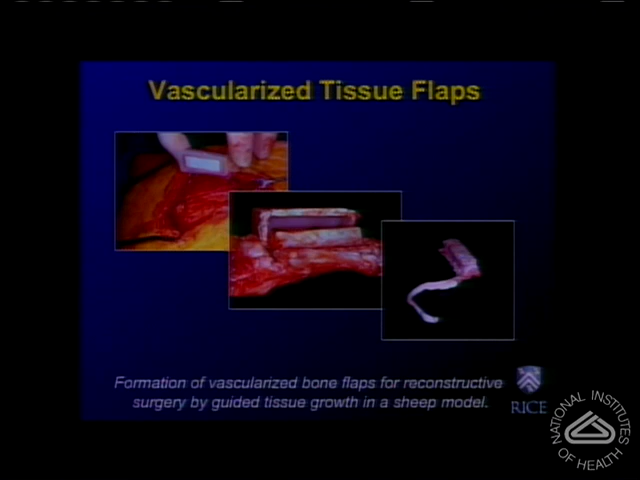 Vascularized Tissue Flaps
Formation of vascularized bone flaps for reconstructive
surgery by guided tissue growth in a sheep model.
RICE
NATIONAL INSTITUTES
OF HEALTH